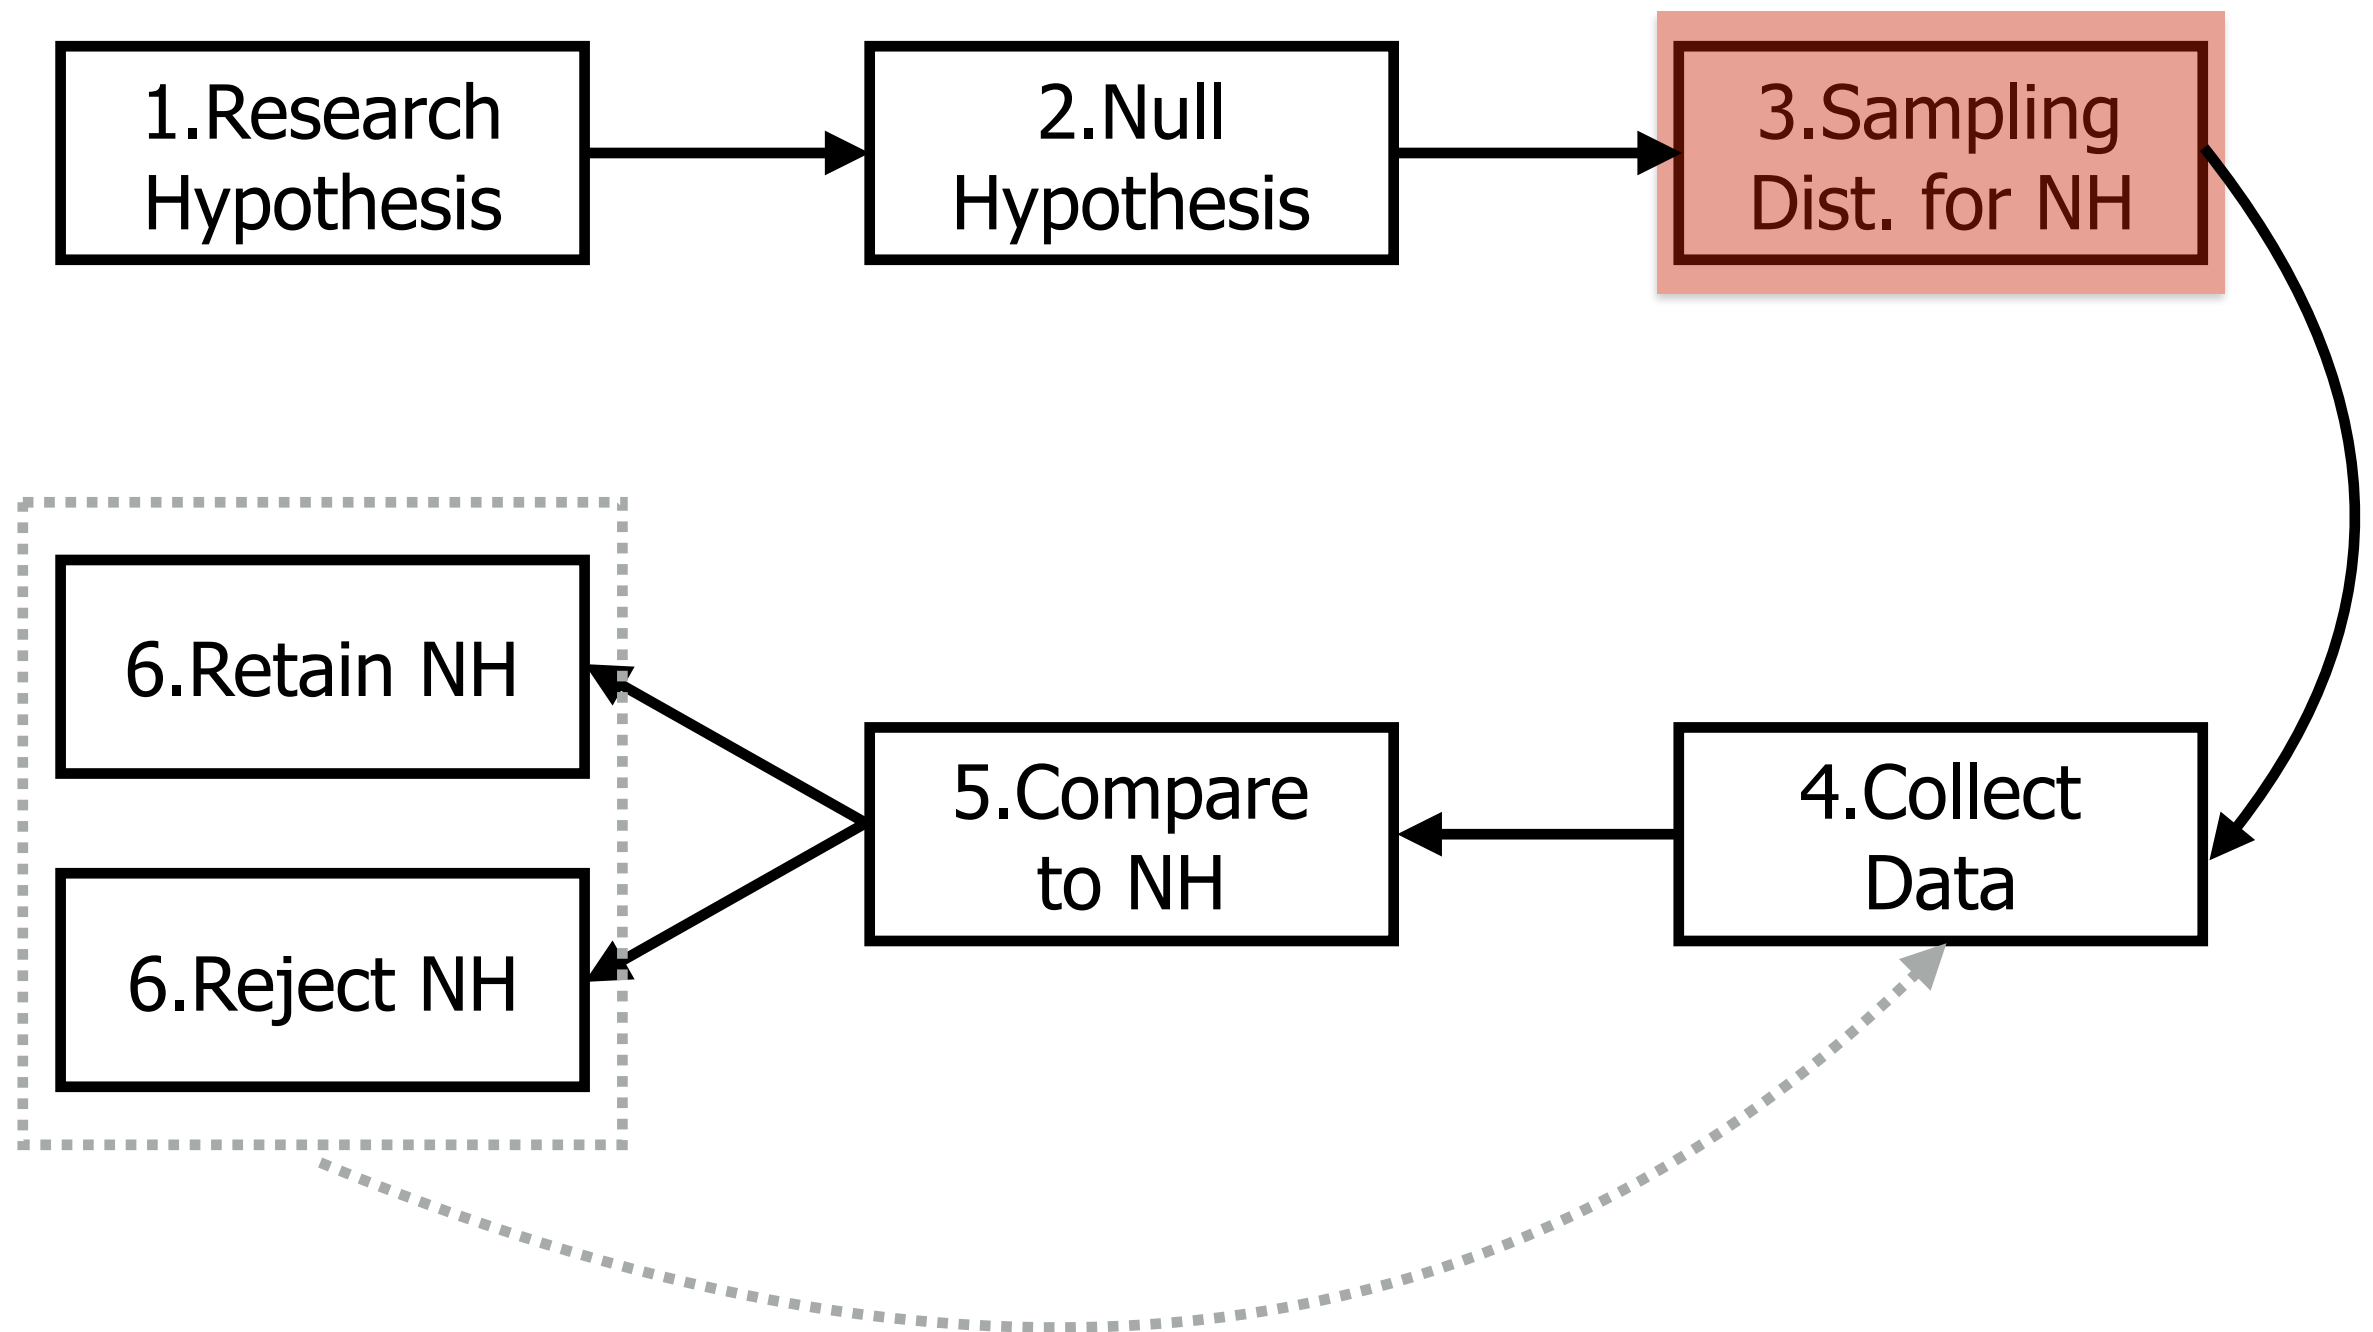 1.Research
Hypothesis
2.Null
Hypothesis
3.Sampling
Dist. for NH
6.Retain NH
6.Reject NH
5.Compare
to NH
4.Collect
Data